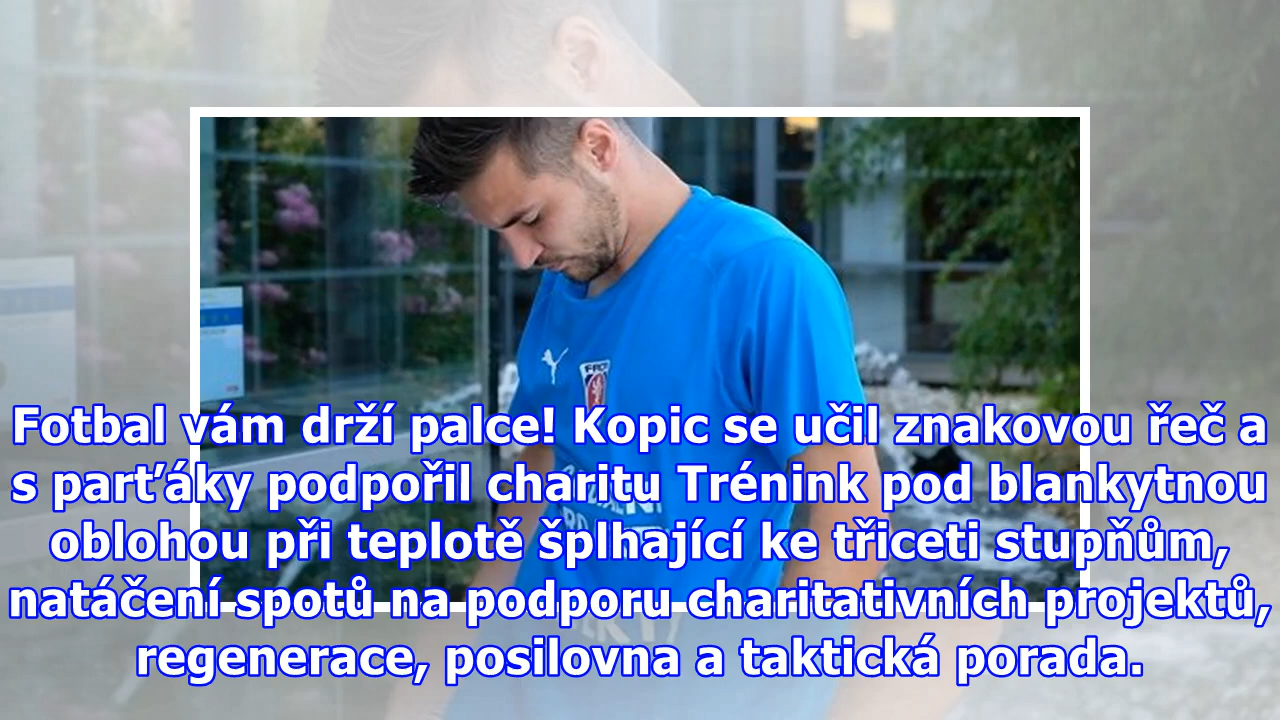 FAČR
Fotbal vám drží palce! Kopic se učil znakovou řeč a
s parťáky podpořil charitu Trénink pod blankytnou
oblohou při teplotě šplhající ke třiceti stupňům,
natáčení spotů na podporu charitativních projektů,
regenerace, posilovna a taktická porada.